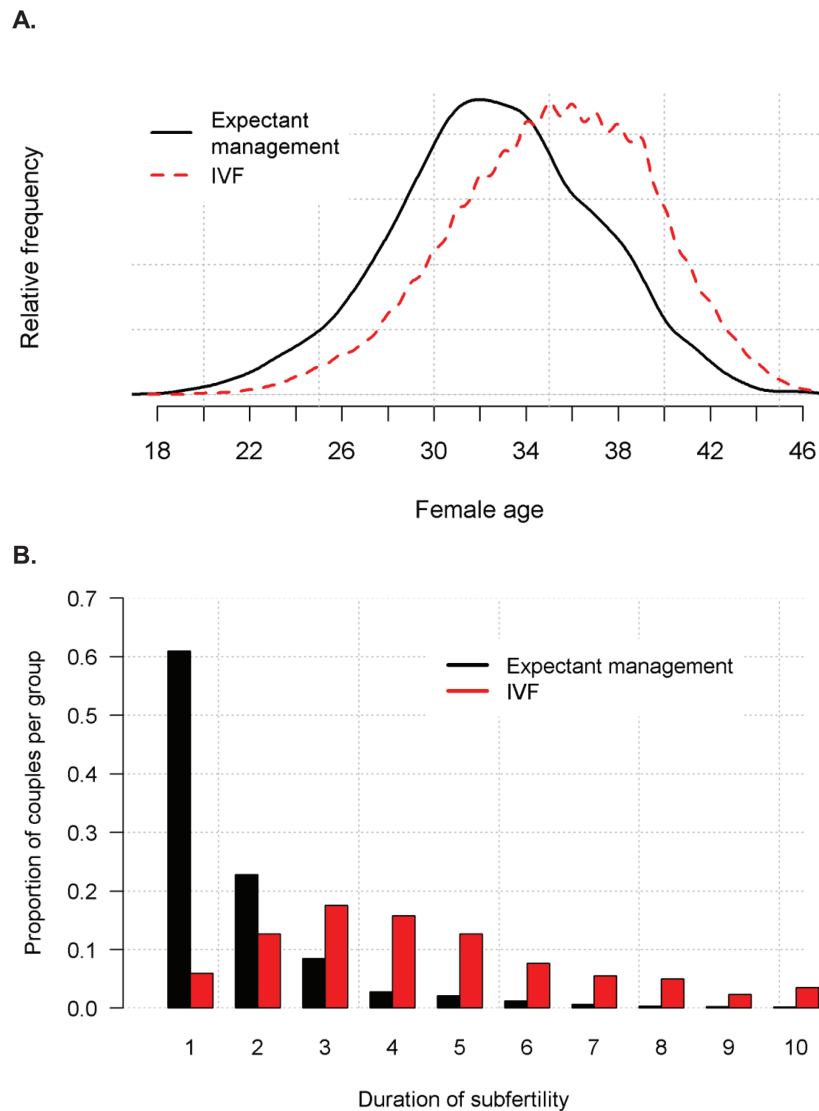 A.
Expectant
management
IVF
Relative frequency
18 22 26 30 34 38 42 46
Female age
B.
0.7
0.6
0.5
0.4
0.3
0.2
0.1
0.0
Expectant management
IVF
Proportion of couples per group
1 2 3 4 5 6 7 8 9 10
Duration of subfertility